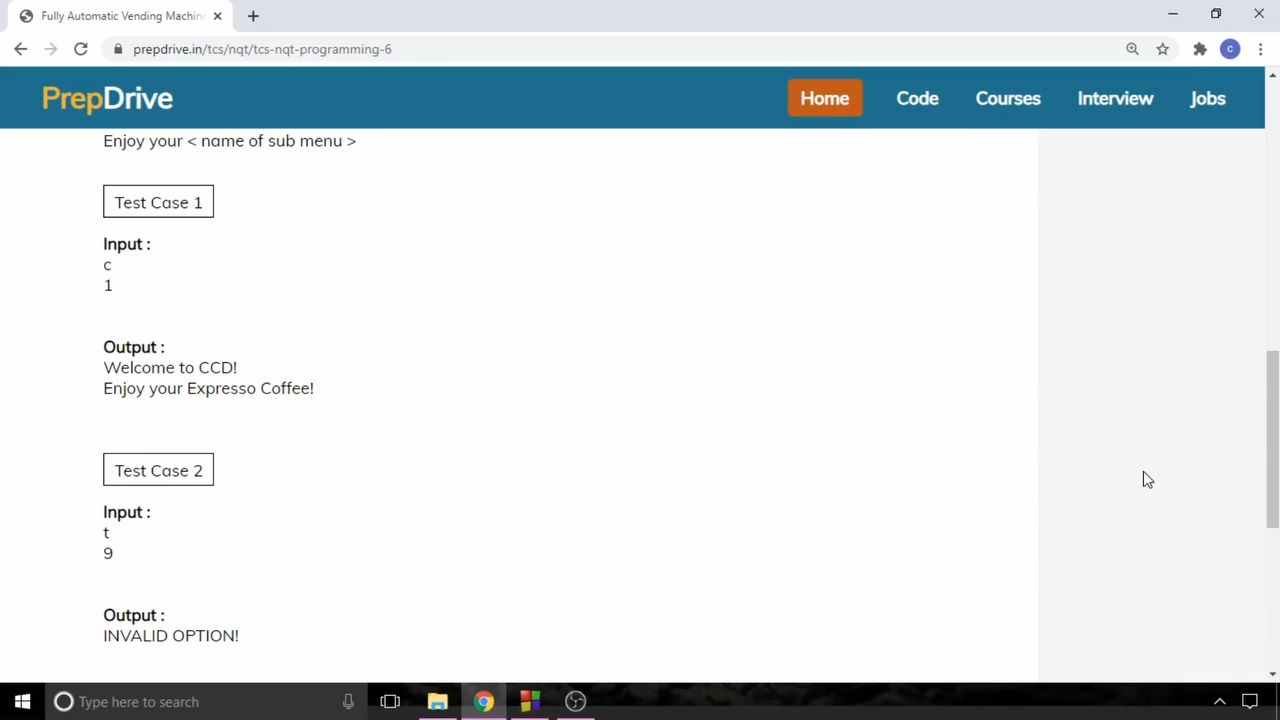 Fully Automatic Vending Machin
prepdrive.in/tcs/nqt/tcs-nqt-programming-6
c
PrepDrive
Home
Code
Courses
Interview
Jobs
Enjoy your < name of sub menu >
Test Case 1
Input :
c
1
Output :
Welcome to CCD!
Enjoy your Expresso Coffee!
Test Case 2
Input :
t
9
Output :
INVALID OPTION!
Type here to search